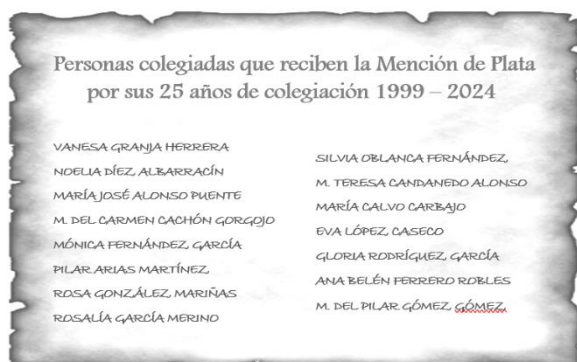 Personas colegiadas que reciben la Mención de Plata
por sus 25 años de colegiación 1999 – 2024
VANESA GRANJA HERRERA
NOELIA DÍEZ ALBARRACÍN
MARÍA JOSÉ ALONSO PUENTE
M. DEL CARMEN CACHÓN GORGOJO
MÓNICA FERNÁNDEZ GARCÍA
PILAR ARIAS MARTÍNEZ
ROSA GONZÁLEZ MARIÑAS
ROSALÍA GARCÍA MERINO
SILVIA OBLANCA FERNÁNDEZ
M. TERESA CANDANEDO ALONSO
MARÍA CALVO CARBAJO
EVA LÓPEZ CASECO
GLORIA RODRÍGUEZ GARCÍA
ANA BELÉN FERRERO ROBLES
M. DEL PILAR GÓMEZ GÓMEZ